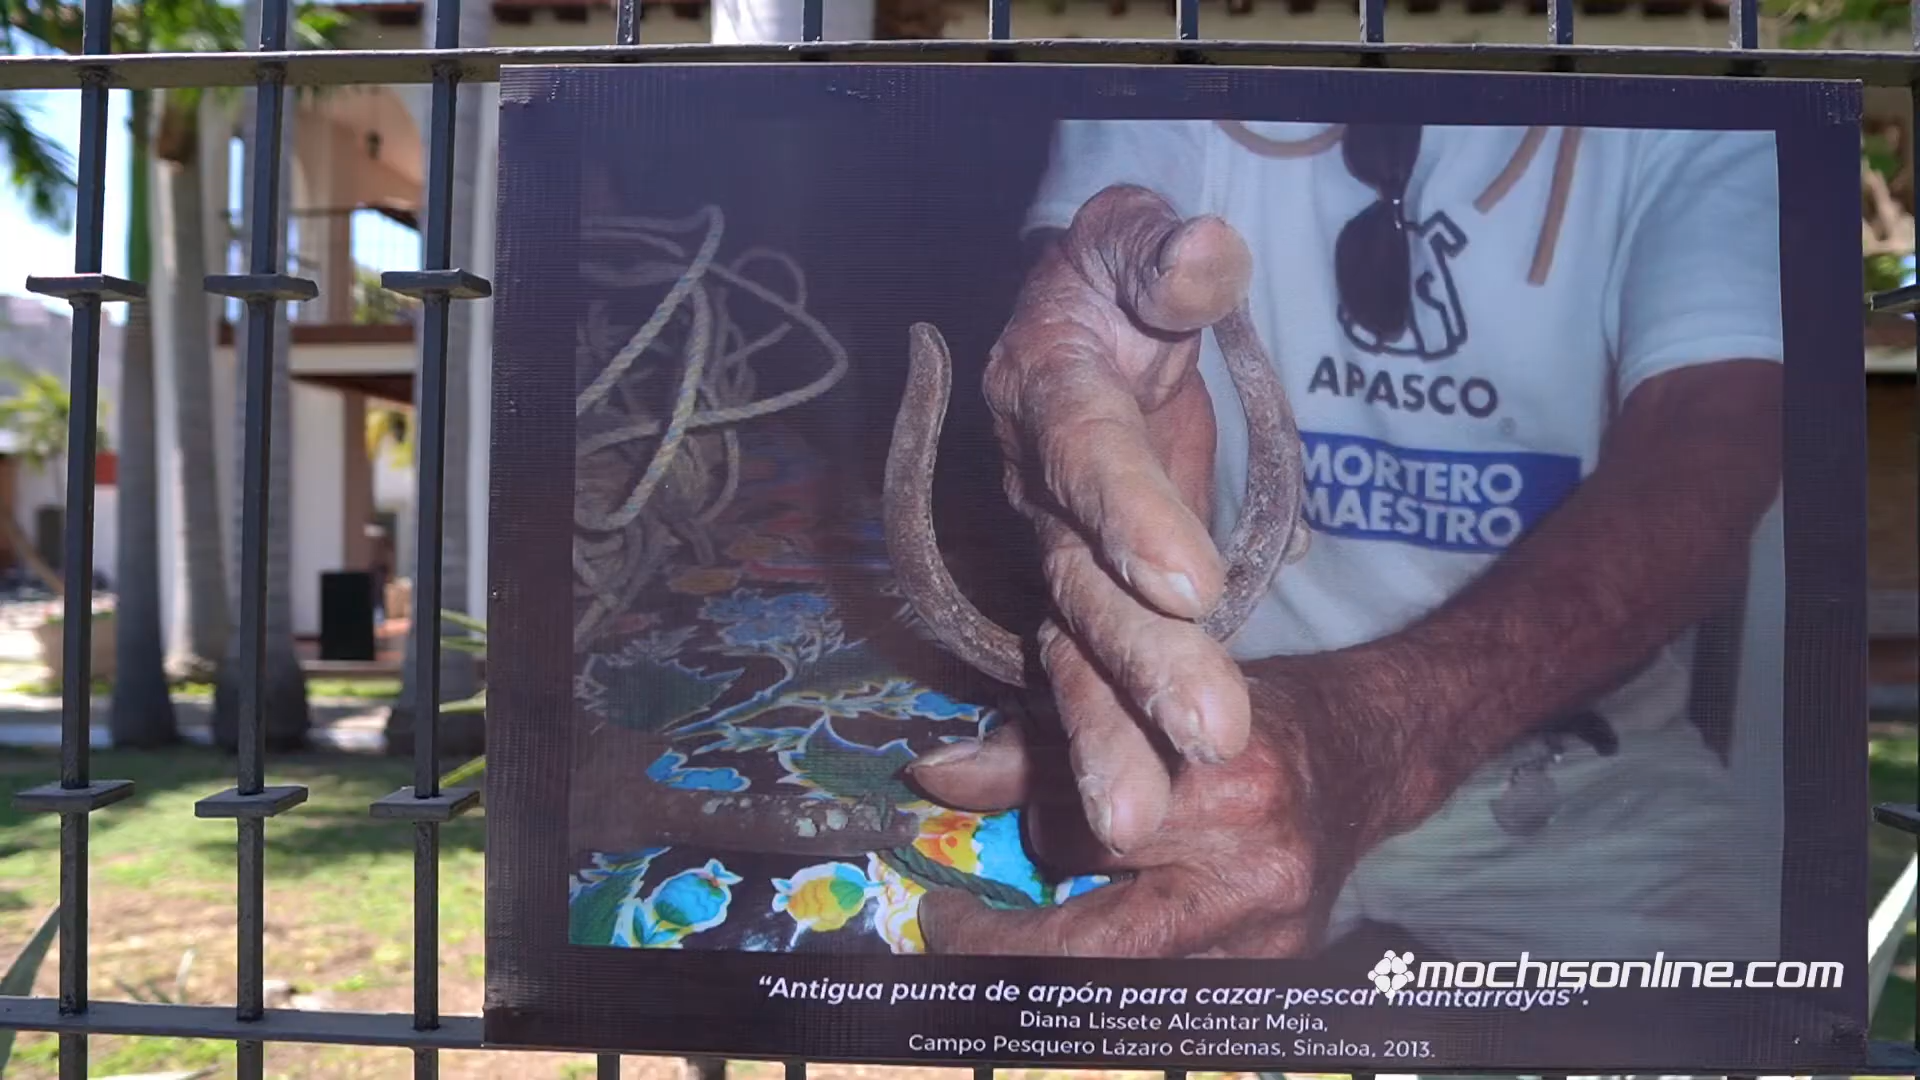 APASCO
MORTERO
MAESTRO
mochisonline.com
“Antigua punta de arpón para cazar-pescar mantarrayas”.
Diana Lissete Alcántar Mejía,
Campo Pesquero Lázaro Cárdenas, Sinaloa, 2013.